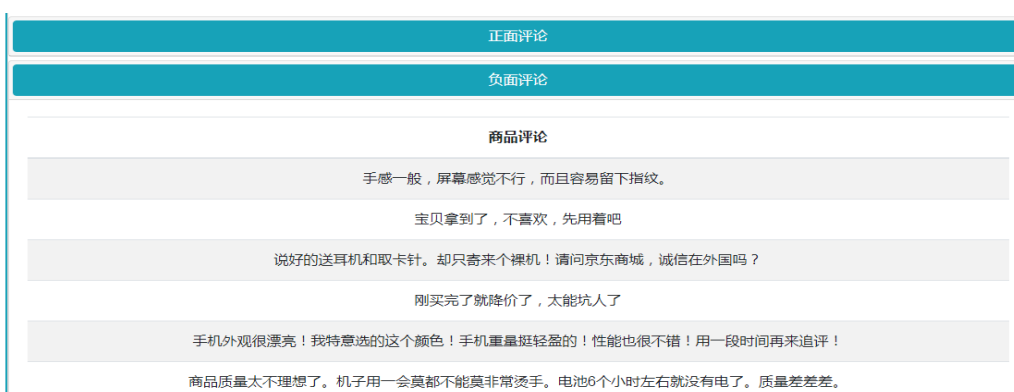 正面评论
负面评论
商品评论
手感一般，屏幕感觉不行，而且容易留下指纹。
宝贝拿到了，不喜欢，先用着吧
说好的送耳机和取卡针。却只寄来个裸机！请问京东商城，诚信在外国吗？
刚买完了就降价了，太能坑人了
手机外观很漂亮！我特意选的这个颜色！手机重量挺轻盈的！性能也很不错！用一段时间再来追评！
商品质量太不理想了。机子用一会莫都不能莫非常烫手。电池6个小时左右就没有电了。质量差差差。